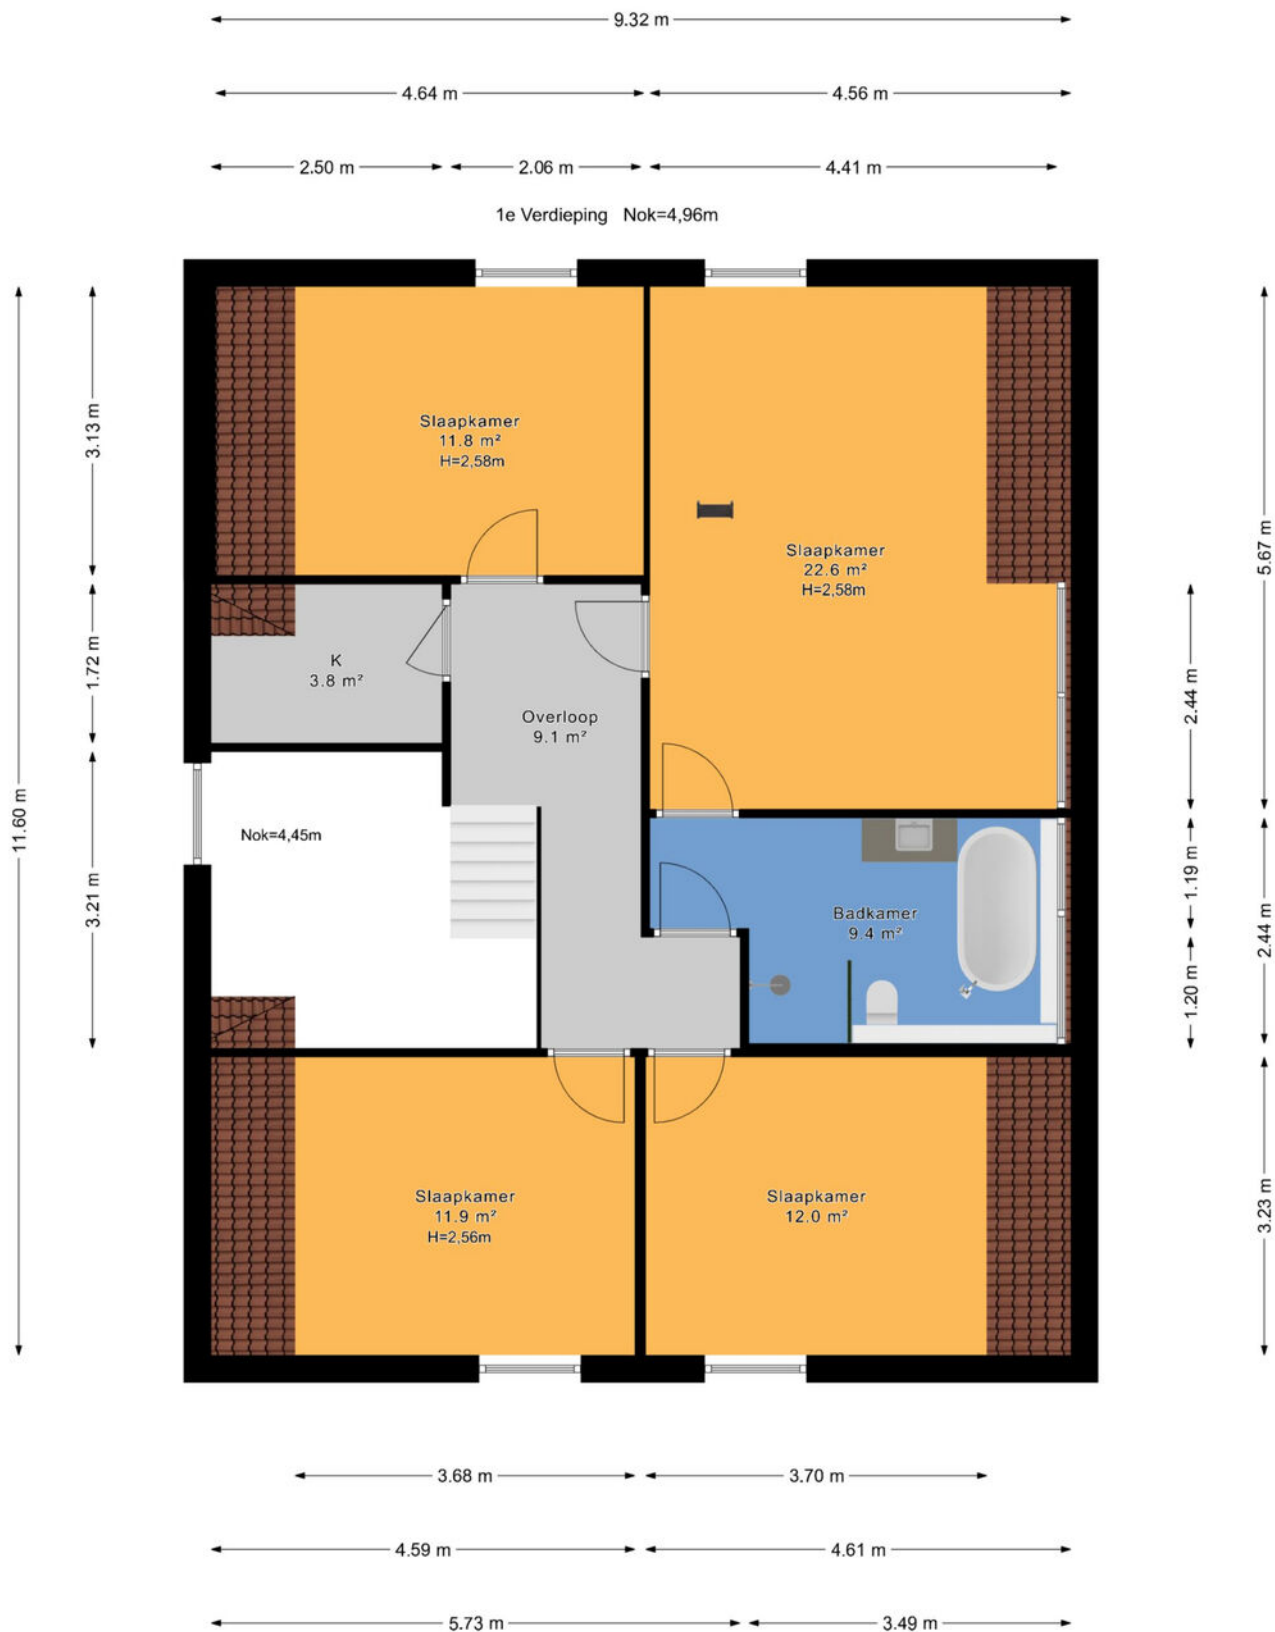 9.32 m
4.64 m
4.56 m
2.50 m
2.06 m
4.41 m
1e Verdieping Nok=4,96m
Slaapkamer
11.8 m²
H=2,58m
Slaapkamer
22.6 m²
H=2,58m
K
3.8 m²
Overloop
9.1 m²
Nok=4,45m
Badkamer
9.4 m²
Slaapkamer
11.9 m²
H=2,56m
Slaapkamer
12.0 m²
11.60 m
3.13 m
1.72 m
3.21 m
2.44 m
1.19 m
1.20 m
5.67 m
2.44 m
3.23 m
3.68 m
3.70 m
4.59 m
4.61 m
5.73 m
3.49 m